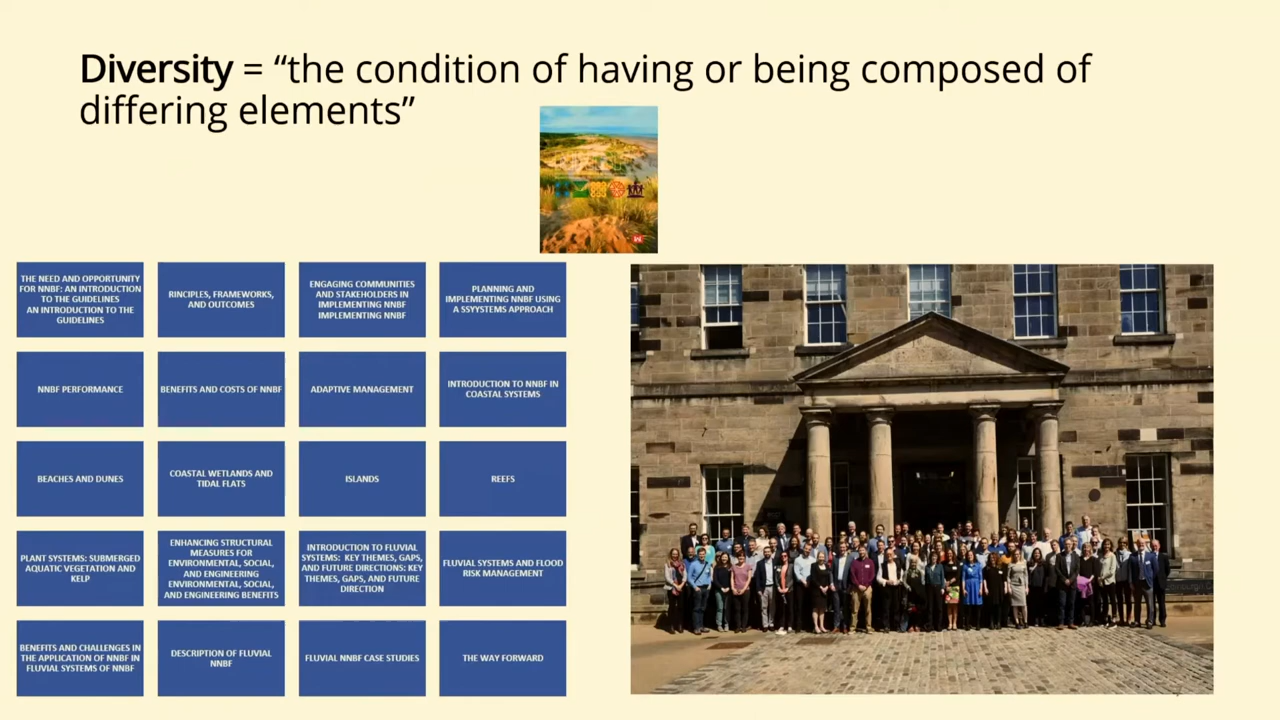 Diversity = “the condition of having or being composed of
differing elements”
THE NEED AND OPPORTUNITY
FOR NNBF: AN INTRODUCTION
TO THE GUIDELINES
AN INTRODUCTION TO THE
GUIDELINES
RINCIPLES, FRAMEWORKS,
AND OUTCOMES
ENGAGING COMMUNITIES
AND STAKEHOLDERS IN
IMPLEMENTING NNBF
IMPLEMENTING NNBF
PLANNING AND
IMPLEMENTING NNBF USING
A SSYYSTEMS APPROACH
NNBF PERFORMANCE
BENEFITS AND COSTS OF NNBF
ADAPTIVE MANAGEMENT
INTRODUCTION TO NNBF IN
COASTAL SYSTEMS
BEACHES AND DUNES
COASTAL WETLANDS AND
TIDAL FLATS
ISLANDS
REEFS
PLANT SYSTEMS: SUBMERGED
AQUATIC VEGETATION AND
KELP
ENHANCING STRUCTURAL
MEASURES FOR
ENVIRONMENTAL, SOCIAL,
AND ENGINEERING
ENVIRONMENTAL, SOCIAL,
AND ENGINEERING BENEFITS
INTRODUCTION TO FLUVIAL
SYSTEMS: KEY THEMES, GAPS,
AND FUTURE DIRECTIONS: KEY
THEMES, GAPS, AND FUTURE
DIRECTION
FLUVIAL SYSTEMS AND FLOOD
RISK MANAGEMENT
BENEFITS AND CHALLENGES IN
THE APPLICATION OF NNBF IN
FLUVIAL SYSTEMS OF NNBF
DESCRIPTION OF FLUVIAL
NNBF
FLUVIAL NNBF CASE STUDIES
THE WAY FORWARD